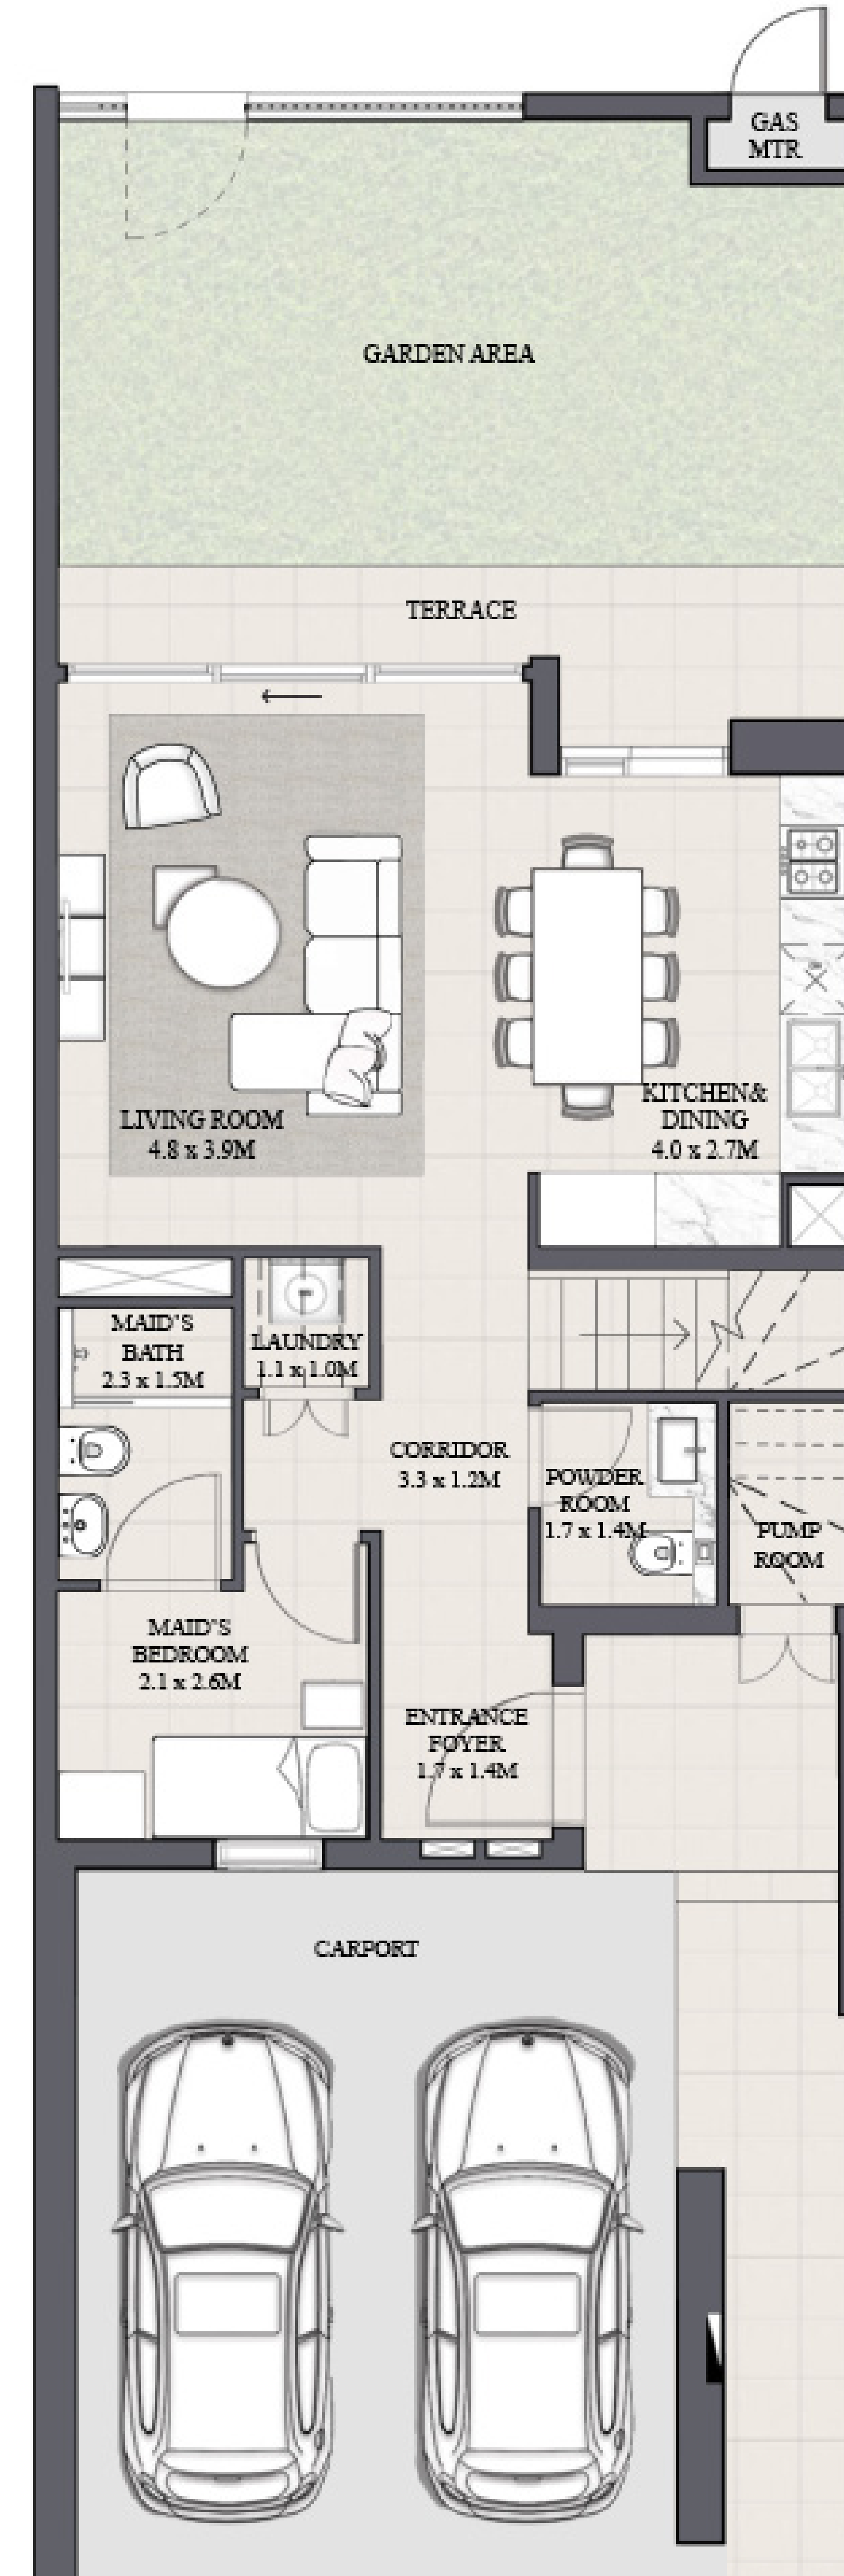 GAS
MTR
GARDEN AREA
TERRACE
LIVING ROOM
4.8 x 3.9M
KITCHEN&
DINING
4.0 x 2.7M
MAID'S
BATH
2.3 x 1.5M
LAUNDRY
1.1 x 1.0M
CORRIDOR
3.3 x 1.2M
POWDER
ROOM
1.7 x 1.4M
PUMP
ROOM
MAID'S
BEDROOM
2.1 x 2.6M
ENTRANCE
FOYER
1.7 x 1.4M
CARPORT